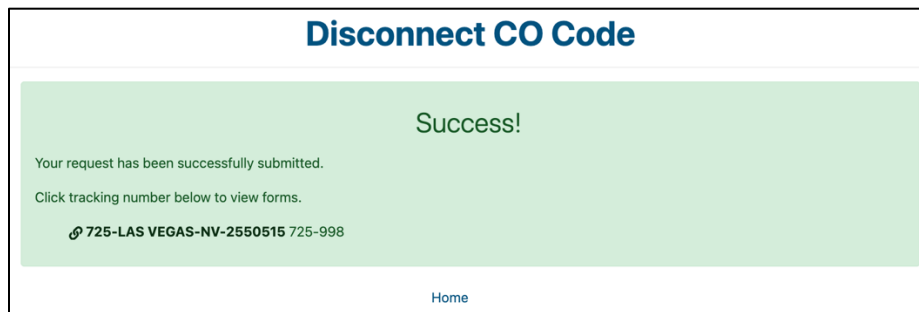 Disconnect CO Code
Success!
Your request has been successfully submitted.
Click tracking number below to view forms.
725-LAS VEGAS-NV-2550515 725-998
Home